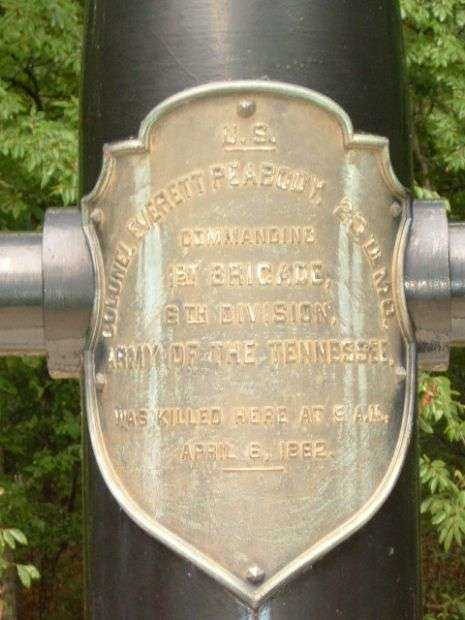 U.S.
COLONEL EVERETT PEABODY, 25TH MO.
COMMANDING
1ST BRIGADE,
6TH DIVISION,
ARMY OF THE TENNESSEE,
WAS KILLED HERE AT 9 A.M.
APRIL 6, 1862.